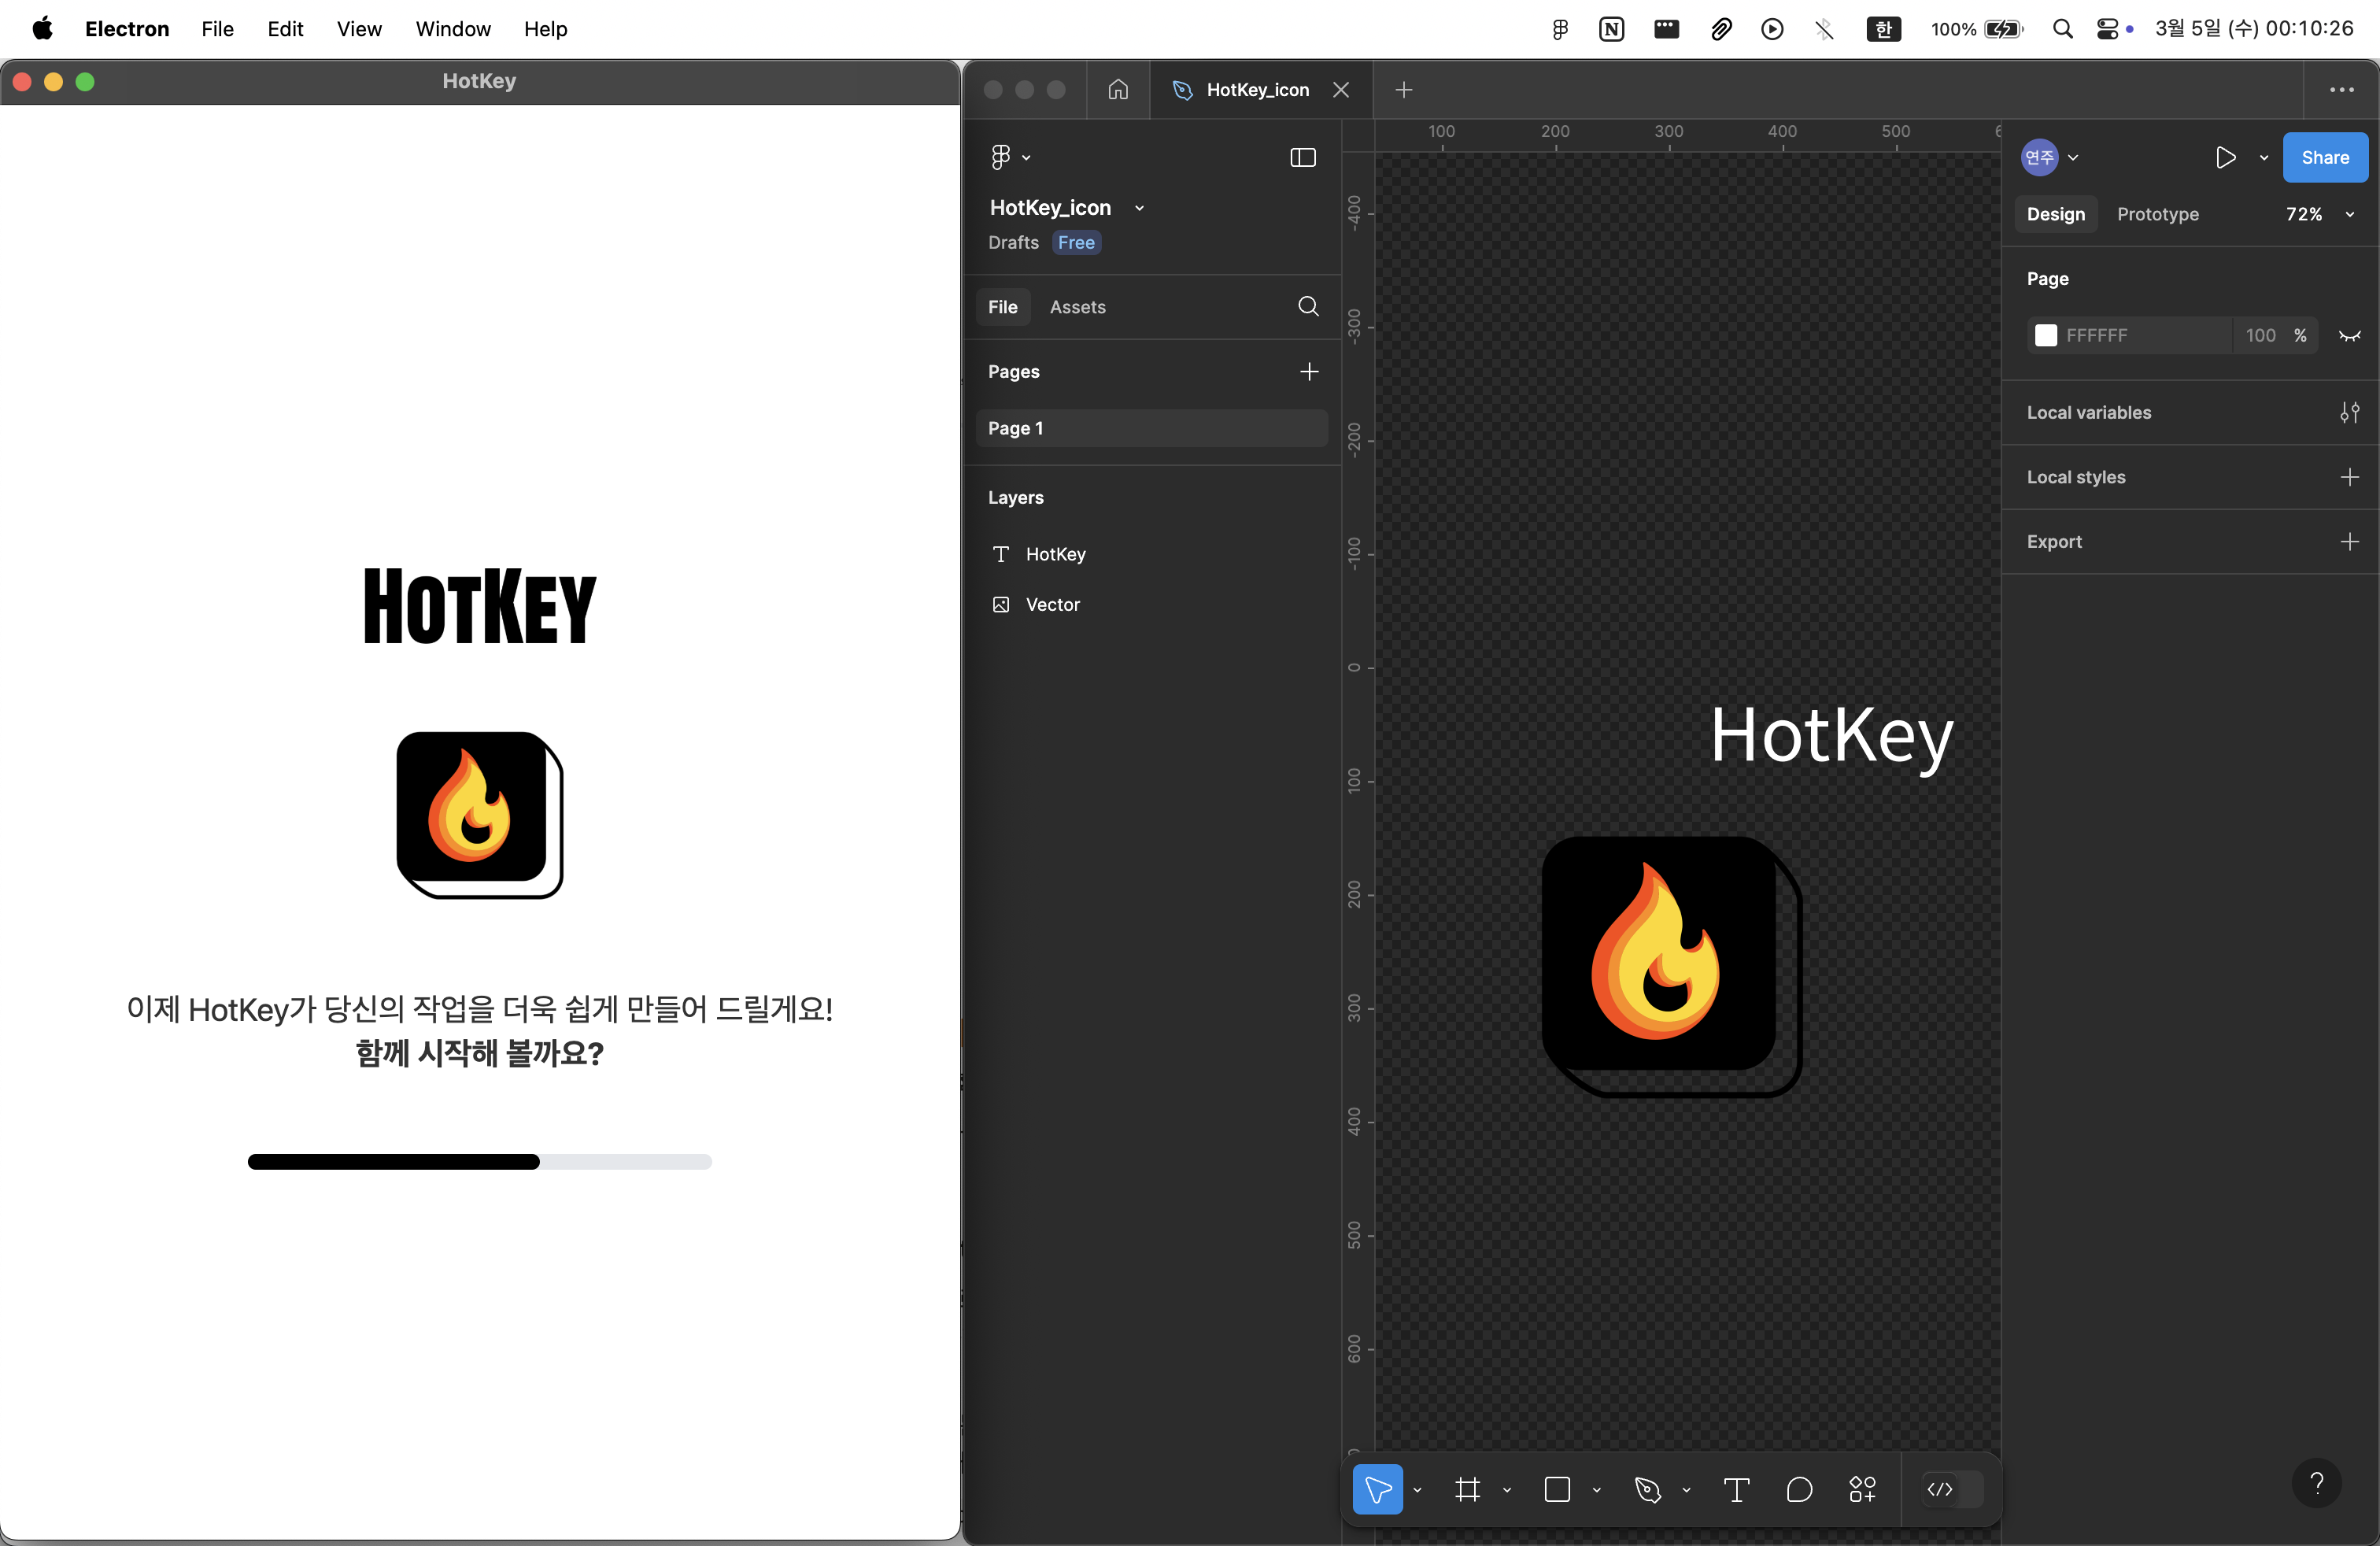 Electron File Edit View Window Help
한 100% 3월 5일 (수) 00:10:26
HotKey
HOTKEY
이제 HotKey가 당신의 작업을 더욱 쉽게 만들어 드릴게요!
함께 시작해 볼까요?
HotKey_icon
HotKey_icon
Drafts Free
File Assets
Pages
Page 1
Layers
HotKey
Vector
100 200 300 400 500
-400
-300
-200
-100
0
100
200
300
400
500
600
HotKey
연주
Share
Design Prototype 72%
Page
FFFFFF 100 %
Local variables
Local styles
Export
?